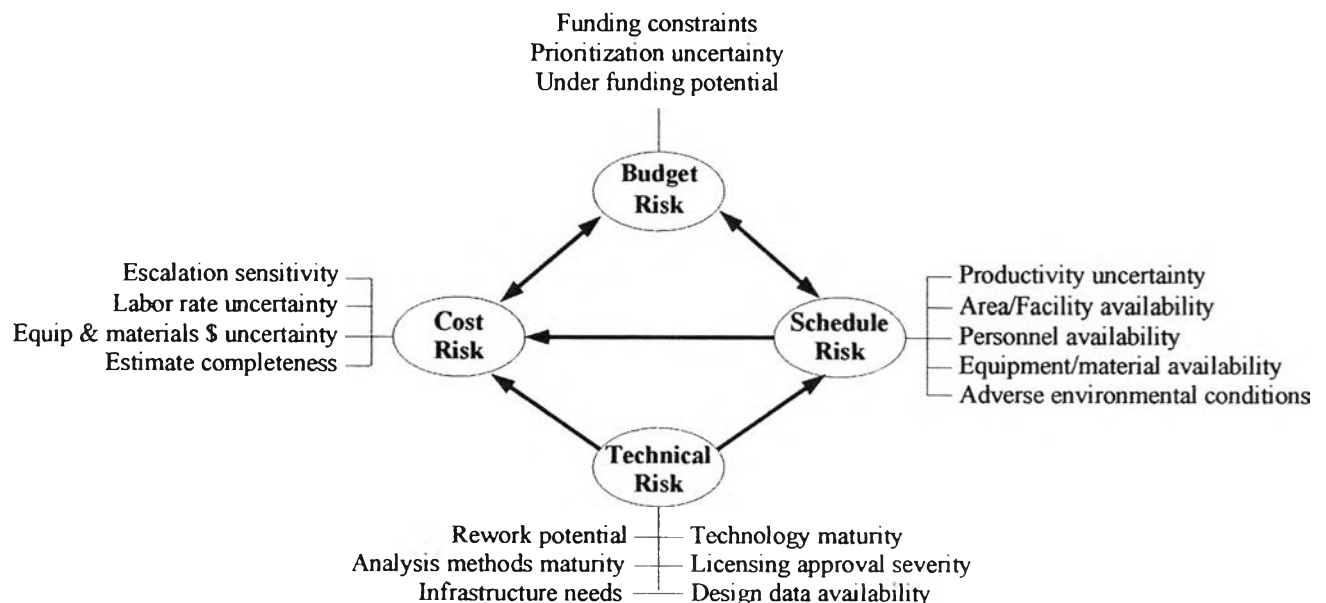 Funding constraints
Prioritization uncertainty
Under funding potential
Budget
Risk
Escalation sensitivity
Labor rate uncertainty
Equip & materials $ uncertainty
Estimate completeness
Cost
Risk
Schedule
Risk
Productivity uncertainty
Area/Facility availability
Personnel availability
Equipment/material availability
Adverse environmental conditions
Technical
Risk
Rework potential
Analysis methods maturity
Infrastructure needs
Technology maturity
Licensing approval severity
Design data availability